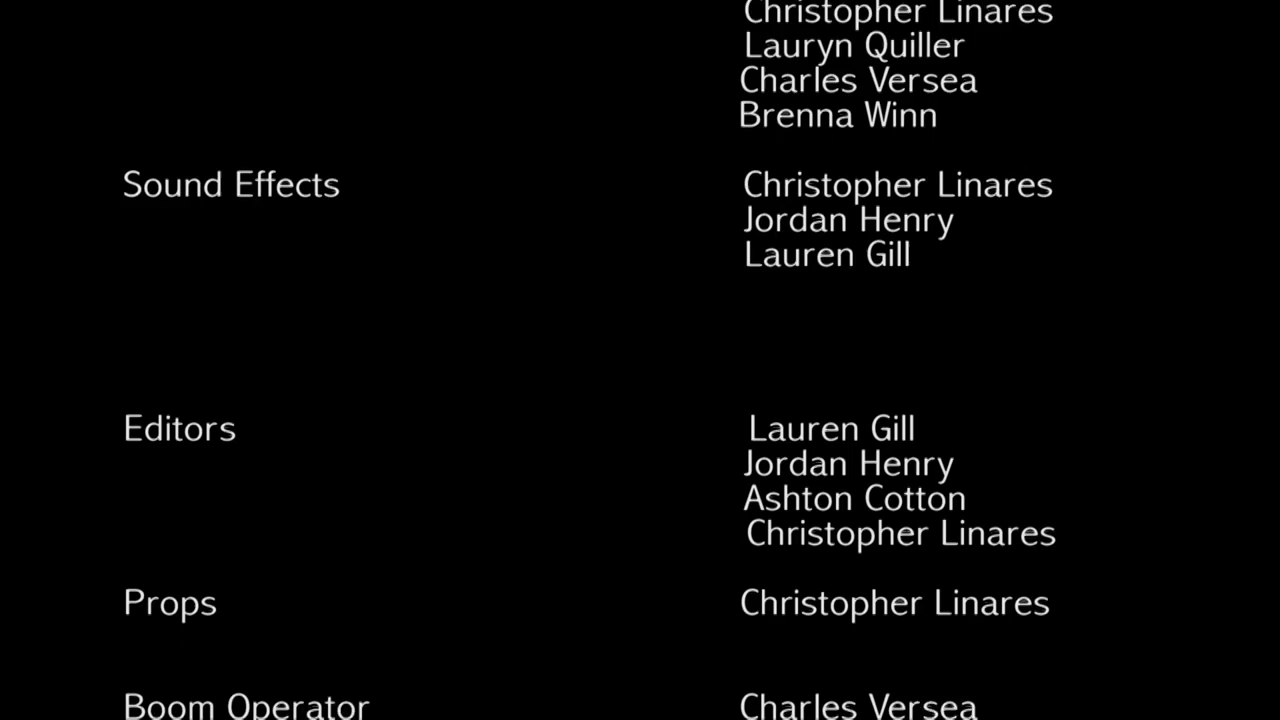 Christopher Linares
Lauryn Quiller
Charles Versea
Brenna Winn
Sound Effects Christopher Linares
Jordan Henry
Lauren Gill
Editors Lauren Gill
Jordan Henry
Ashton Cotton
Christopher Linares
Props Christopher Linares
Boom Operator Charles Versea